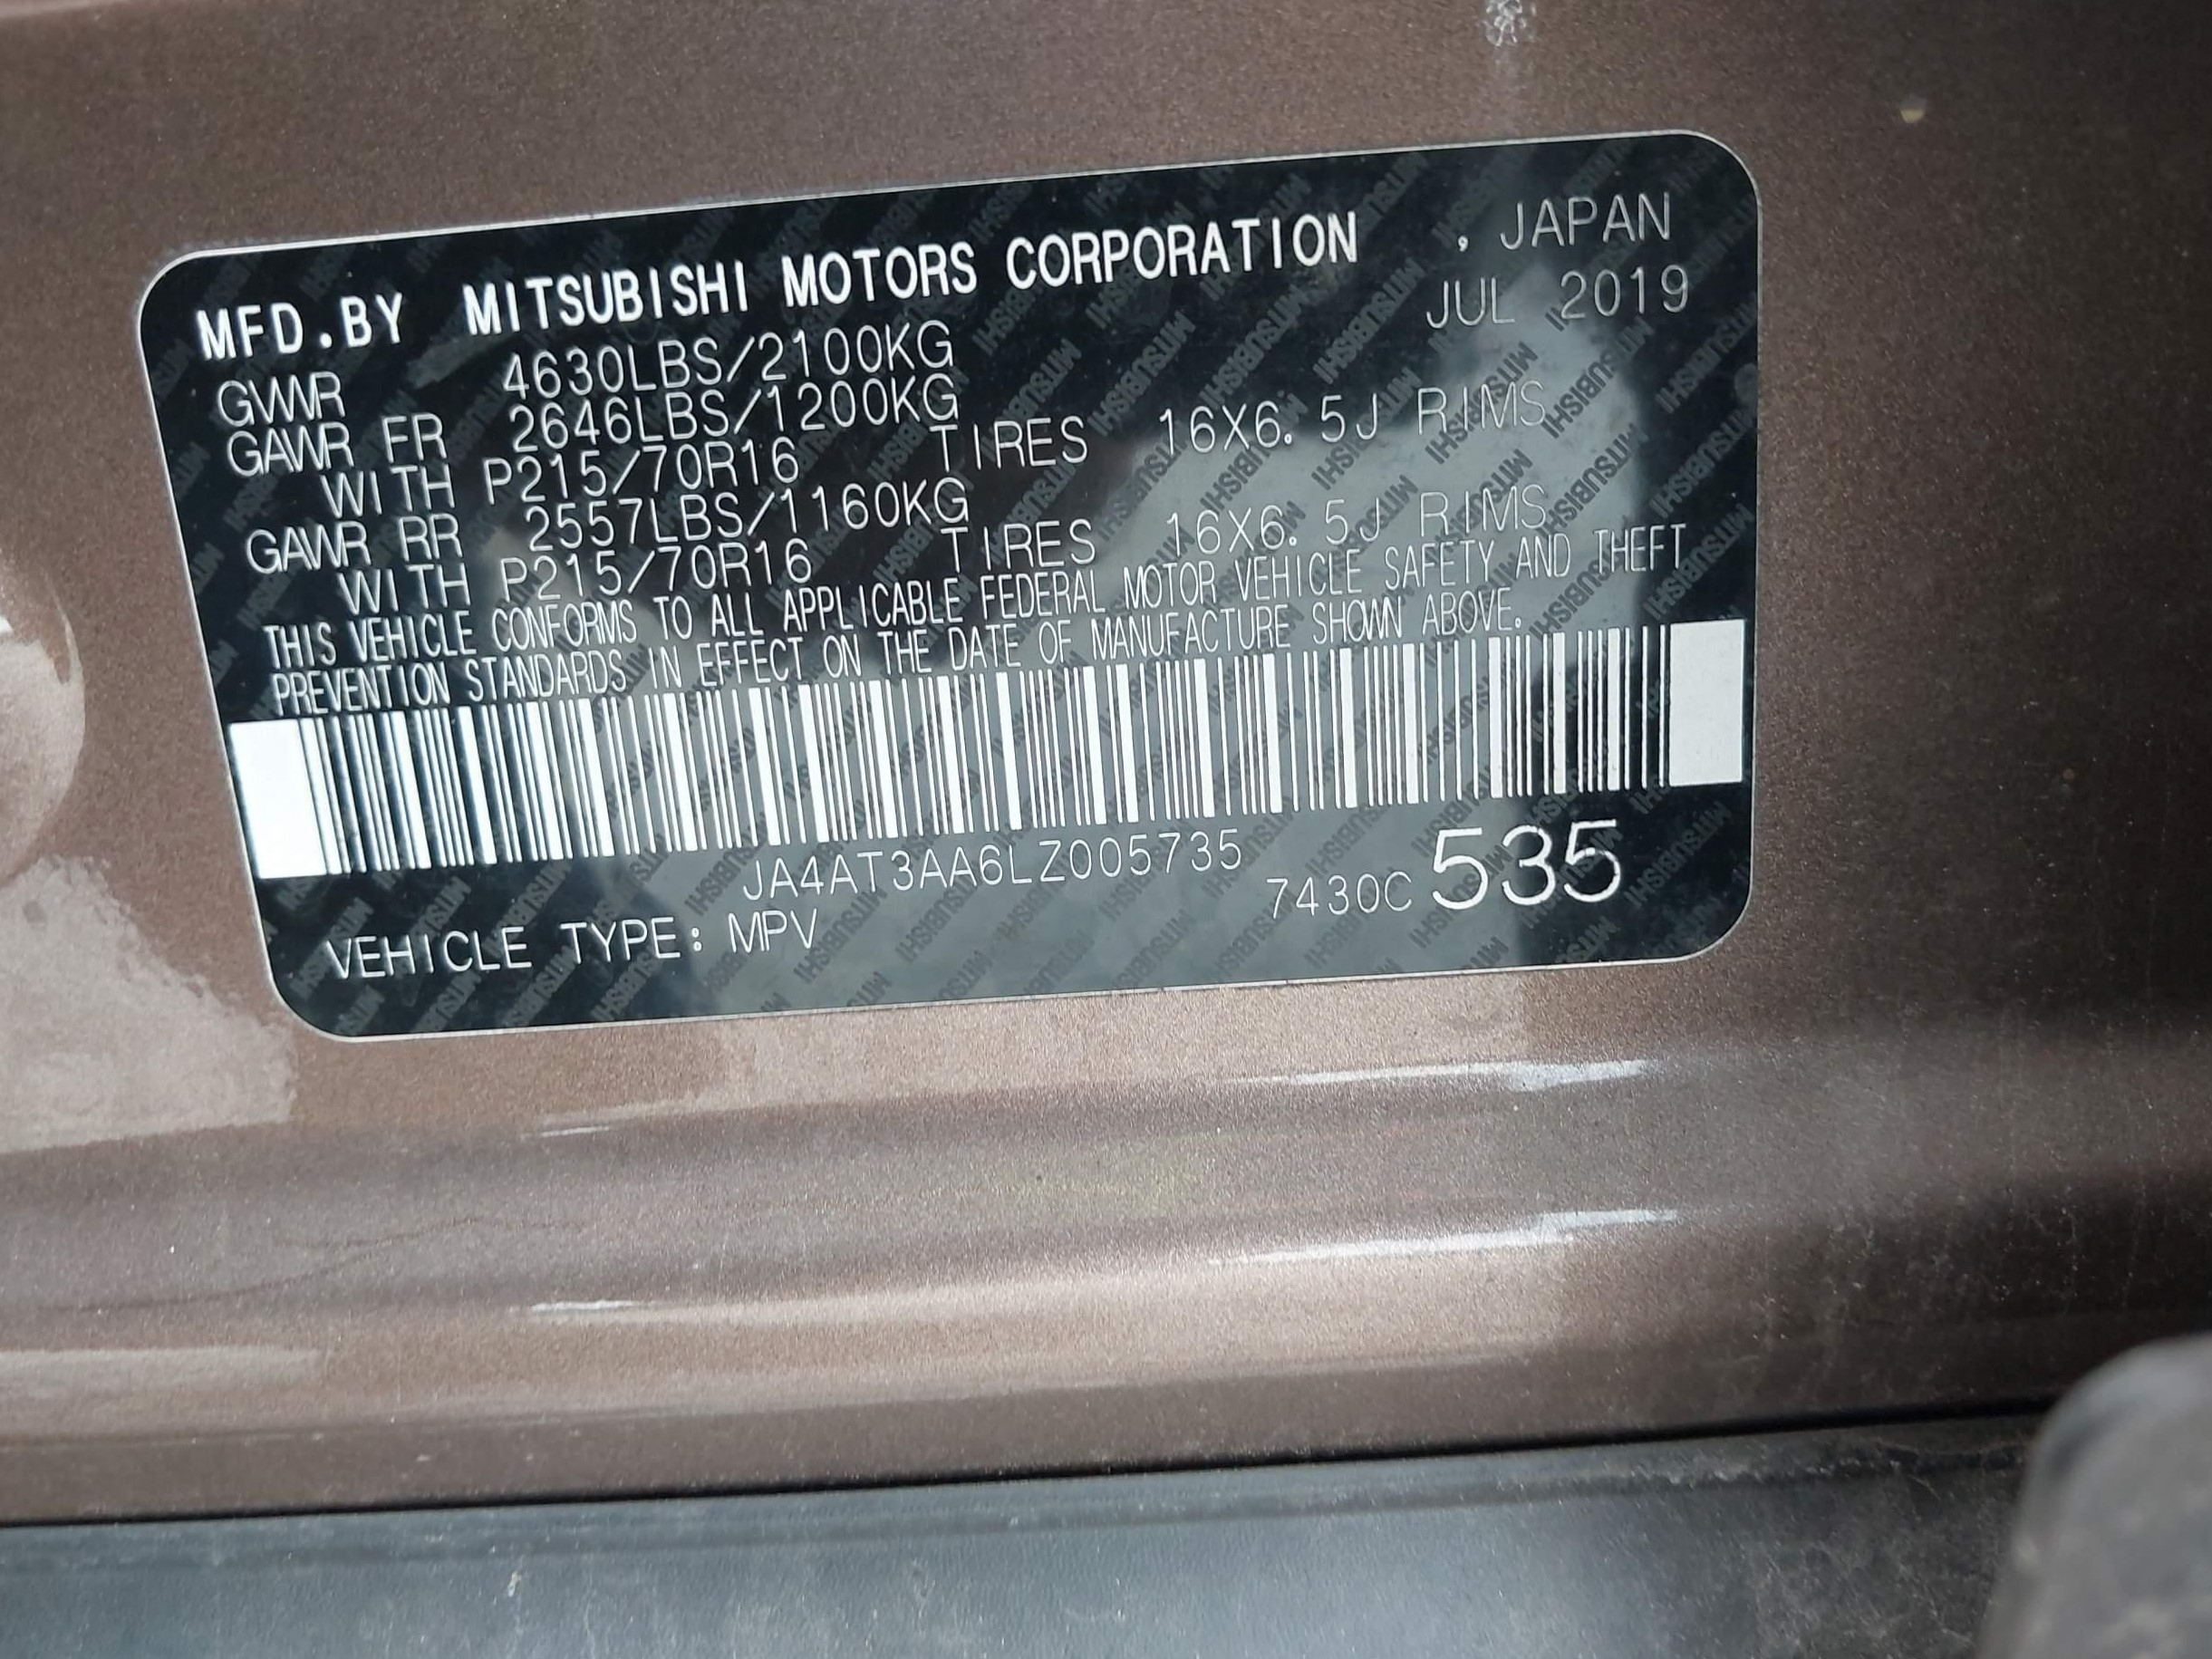 MFD.BY MITSUBISHI MOTORS CORPORATION , JAPAN
JUL 2019
GVWR 4630LBS/2100KG
GAWR FR 2646LBS/1200KG
WITH P215/70R16 TIRES 16X6.5J RIMS
GAWR RR 2557LBS/1160KG
WITH P215/70R16 TIRES 16X6.5J RIMS
THIS VEHICLE CONFORMS TO ALL APPLICABLE FEDERAL MOTOR VEHICLE SAFETY AND THEFT
PREVENTION STANDARDS IN EFFECT ON THE DATE OF MANUFACTURE SHOWN ABOVE.
JA4AT3AA6LZ005735
7430C 535
VEHICLE TYPE: MPV